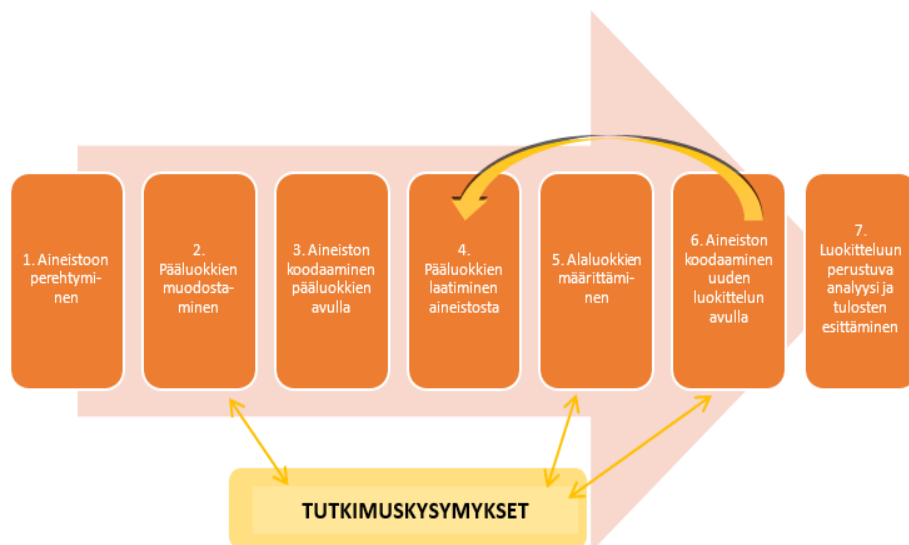 1. Aineistoon
perehtymi-
nen
2.
Pääluokkien
muodosta-
minen
3. Aineiston
koodaaminen
pääluokkien
avulla
4.
Pääluokkien
laatiminen
aineistosta
5. Alaluokkien
määrittämi-
nen
6. Aineiston
koodaaminen
uuden
luokittelun
avulla
7.
Luokitteluun
perustuva
analyysi ja
tulosten
esittäminen
TUTKIMUSKYSYMYKSET